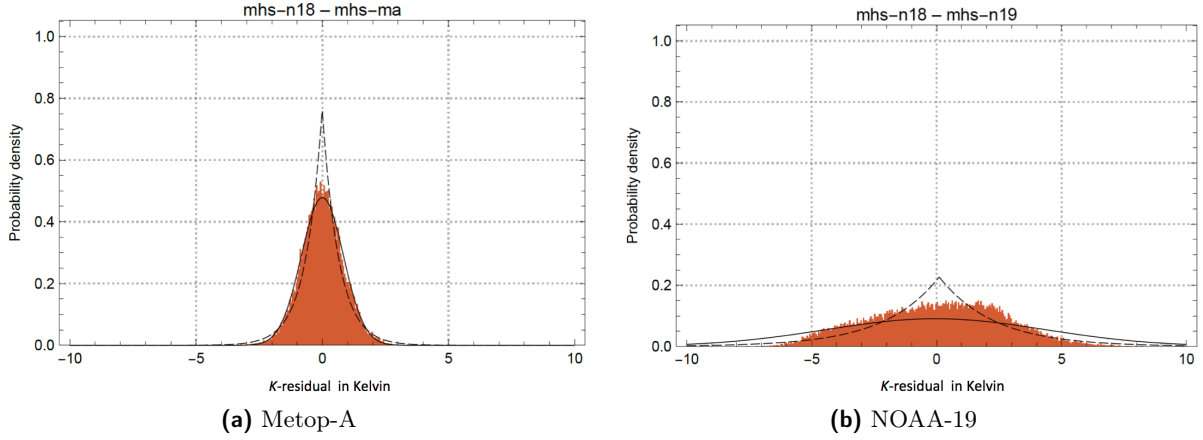 mhs-n18 – mhs-ma
1.0
0.8
0.6
0.4
0.2
0.0
Probability density
-10
-5
0
5
10
K-residual in Kelvin
(a) Metop-A
mhs-n18 – mhs-n19
1.0
0.8
0.6
0.4
0.2
0.0
Probability density
-10
-5
0
5
10
K-residual in Kelvin
(b) NOAA-19